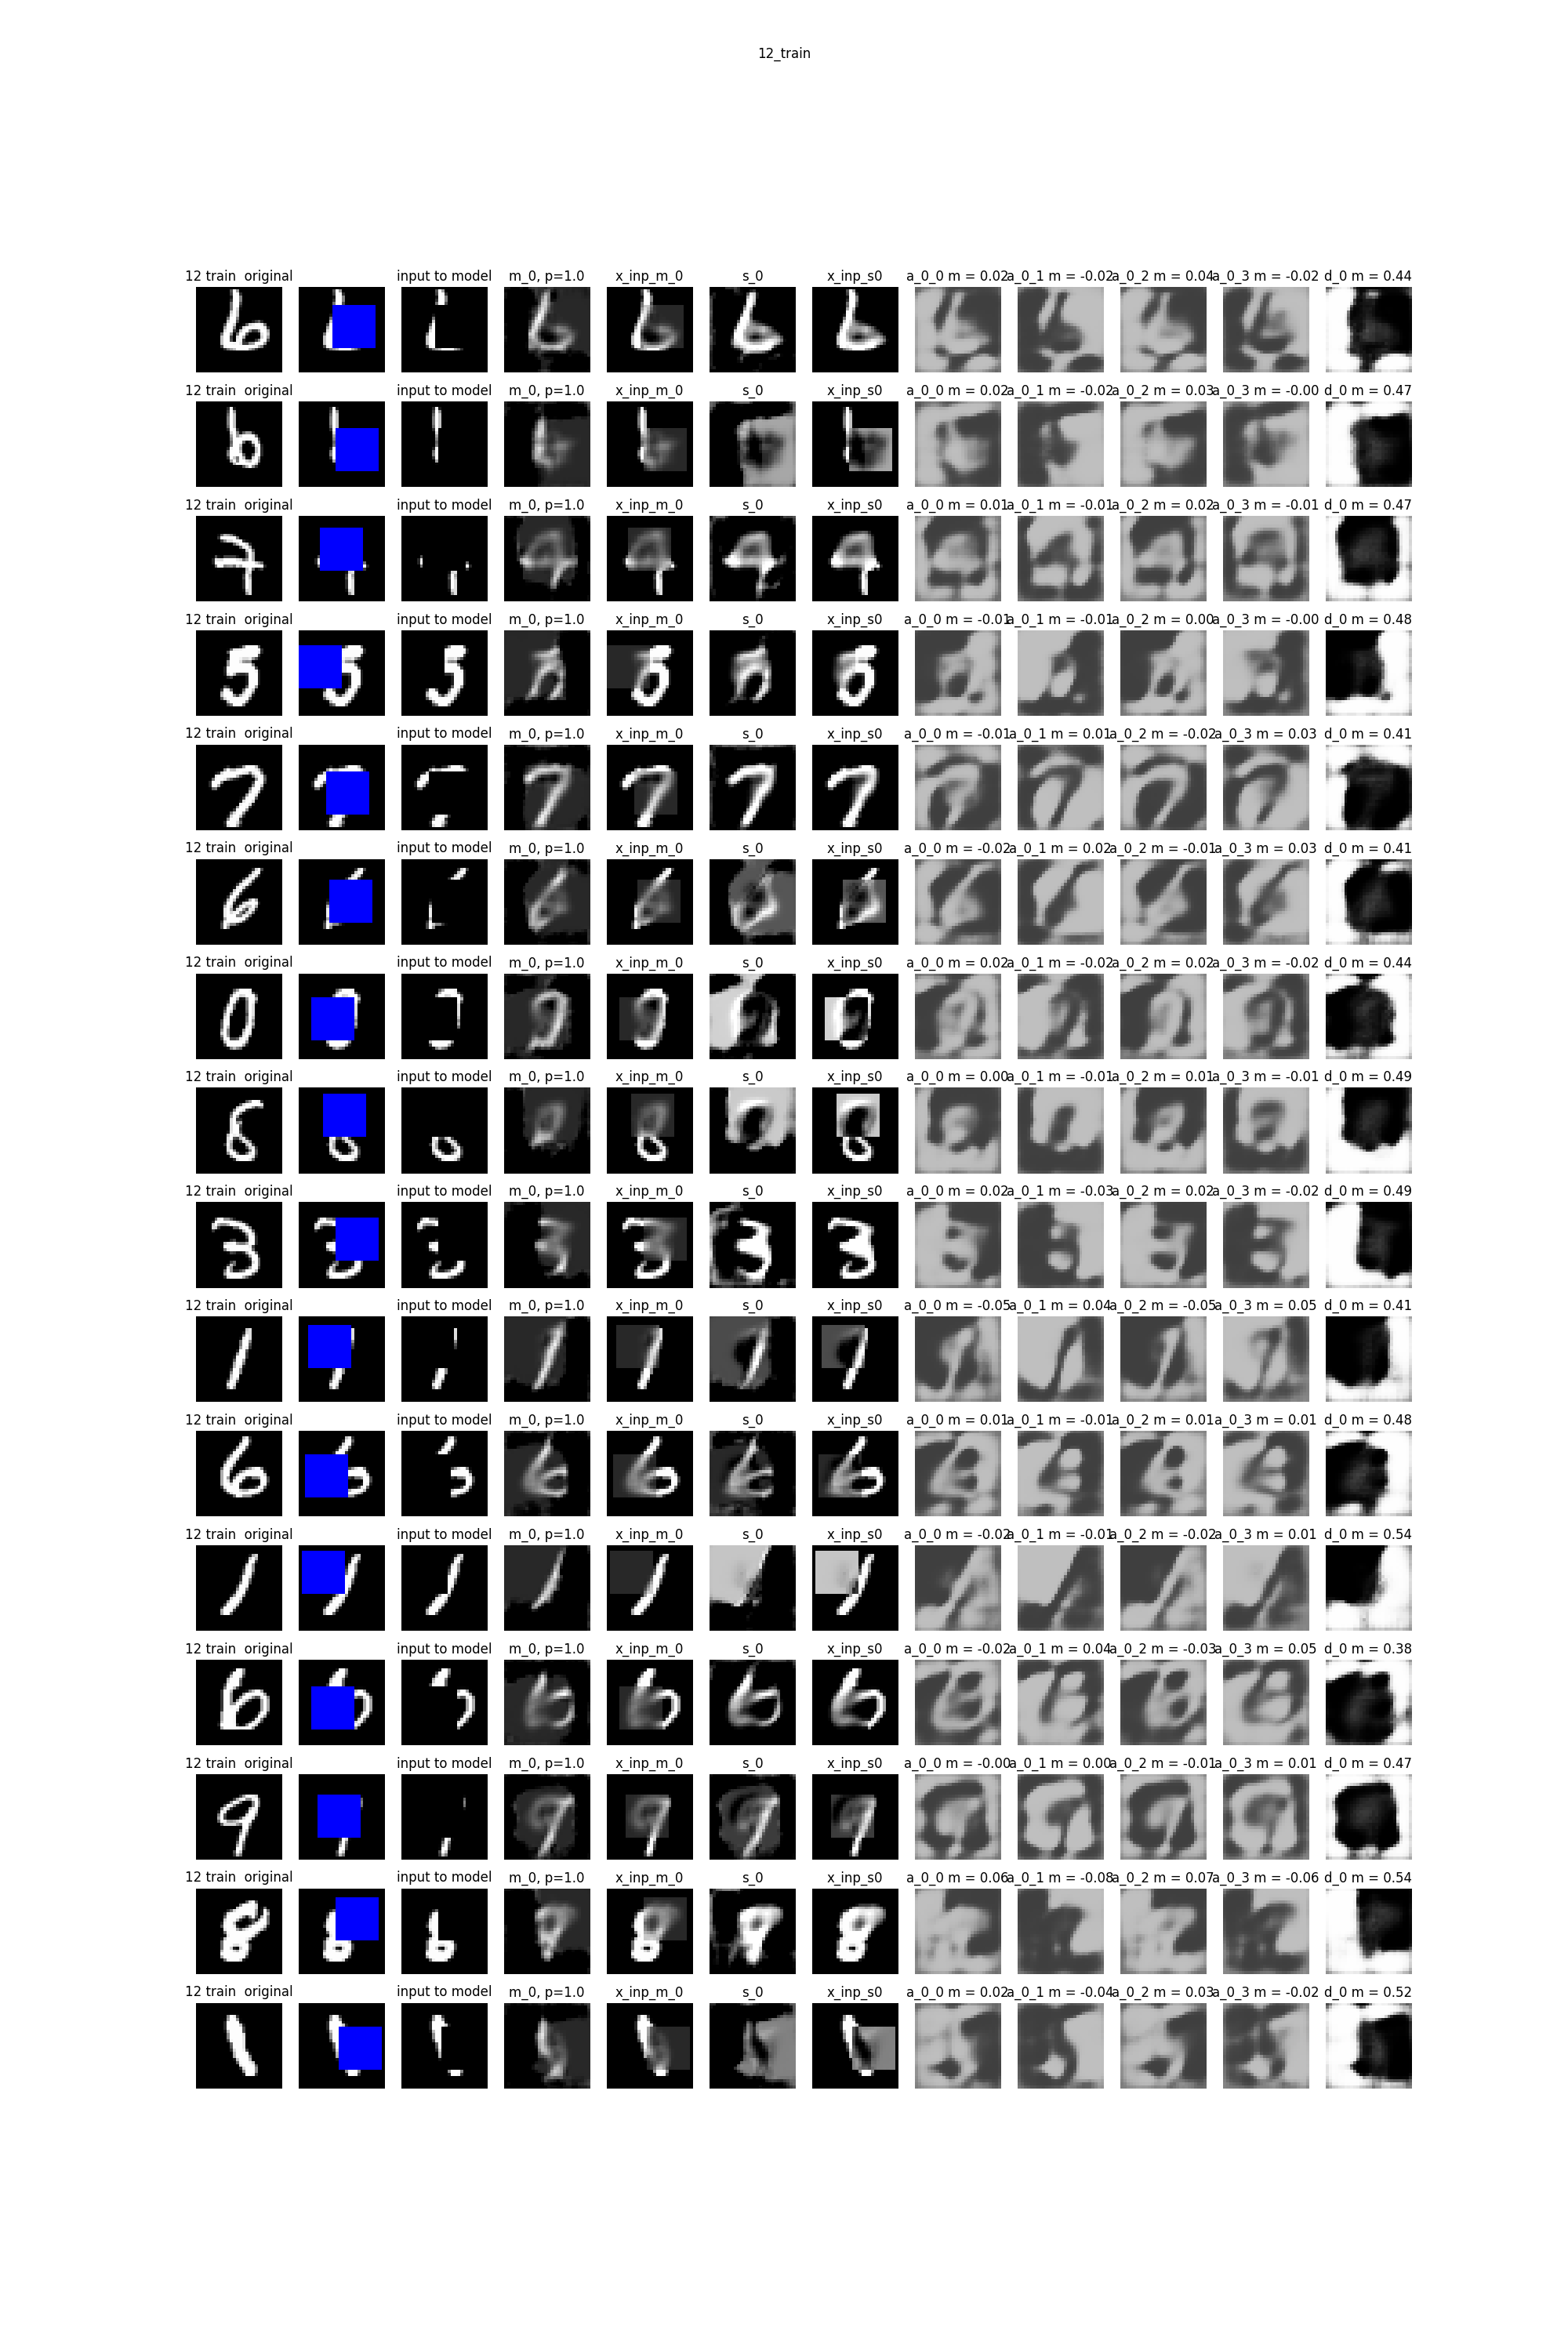 12_train
12 train original input to model m_0, p=1.0 x_inp_m_0 s_0 x_inp_s0 a_0_0 m = 0.02 a_0_1 m = -0.02 a_0_2 m = 0.04 a_0_3 m = -0.02 d_0 m = 0.44
12 train original input to model m_0, p=1.0 x_inp_m_0 s_0 x_inp_s0 a_0_0 m = 0.02 a_0_1 m = -0.02 a_0_2 m = 0.03 a_0_3 m = -0.00 d_0 m = 0.47
12 train original input to model m_0, p=1.0 x_inp_m_0 s_0 x_inp_s0 a_0_0 m = 0.01 a_0_1 m = -0.01 a_0_2 m = 0.02 a_0_3 m = -0.01 d_0 m = 0.47
12 train original input to model m_0, p=1.0 x_inp_m_0 s_0 x_inp_s0 a_0_0 m = -0.01 a_0_1 m = -0.01 a_0_2 m = 0.00 a_0_3 m = -0.00 d_0 m = 0.48
12 train original input to model m_0, p=1.0 x_inp_m_0 s_0 x_inp_s0 a_0_0 m = -0.01 a_0_1 m = 0.01 a_0_2 m = -0.02 a_0_3 m = 0.03 d_0 m = 0.41
12 train original input to model m_0, p=1.0 x_inp_m_0 s_0 x_inp_s0 a_0_0 m = -0.02 a_0_1 m = 0.02 a_0_2 m = -0.01 a_0_3 m = 0.03 d_0 m = 0.41
12 train original input to model m_0, p=1.0 x_inp_m_0 s_0 x_inp_s0 a_0_0 m = 0.02 a_0_1 m = -0.02 a_0_2 m = 0.02 a_0_3 m = -0.02 d_0 m = 0.44
12 train original input to model m_0, p=1.0 x_inp_m_0 s_0 x_inp_s0 a_0_0 m = 0.00 a_0_1 m = -0.01 a_0_2 m = 0.01 a_0_3 m = -0.01 d_0 m = 0.49
12 train original input to model m_0, p=1.0 x_inp_m_0 s_0 x_inp_s0 a_0_0 m = 0.02 a_0_1 m = -0.03 a_0_2 m = 0.02 a_0_3 m = -0.02 d_0 m = 0.49
12 train original input to model m_0, p=1.0 x_inp_m_0 s_0 x_inp_s0 a_0_0 m = -0.05 a_0_1 m = 0.04 a_0_2 m = -0.05 a_0_3 m = 0.05 d_0 m = 0.41
12 train original input to model m_0, p=1.0 x_inp_m_0 s_0 x_inp_s0 a_0_0 m = 0.01 a_0_1 m = -0.01 a_0_2 m = 0.01 a_0_3 m = 0.01 d_0 m = 0.48
12 train original input to model m_0, p=1.0 x_inp_m_0 s_0 x_inp_s0 a_0_0 m = -0.02 a_0_1 m = -0.01 a_0_2 m = -0.02 a_0_3 m = 0.01 d_0 m = 0.54
12 train original input to model m_0, p=1.0 x_inp_m_0 s_0 x_inp_s0 a_0_0 m = -0.02 a_0_1 m = 0.04 a_0_2 m = -0.03 a_0_3 m = 0.05 d_0 m = 0.38
12 train original input to model m_0, p=1.0 x_inp_m_0 s_0 x_inp_s0 a_0_0 m = -0.00 a_0_1 m = 0.00 a_0_2 m = -0.01 a_0_3 m = 0.01 d_0 m = 0.47
12 train original input to model m_0, p=1.0 x_inp_m_0 s_0 x_inp_s0 a_0_0 m = 0.06 a_0_1 m = -0.08 a_0_2 m = 0.07 a_0_3 m = -0.06 d_0 m = 0.54
12 train original input to model m_0, p=1.0 x_inp_m_0 s_0 x_inp_s0 a_0_0 m = 0.02 a_0_1 m = -0.04 a_0_2 m = 0.03 a_0_3 m = -0.02 d_0 m = 0.52